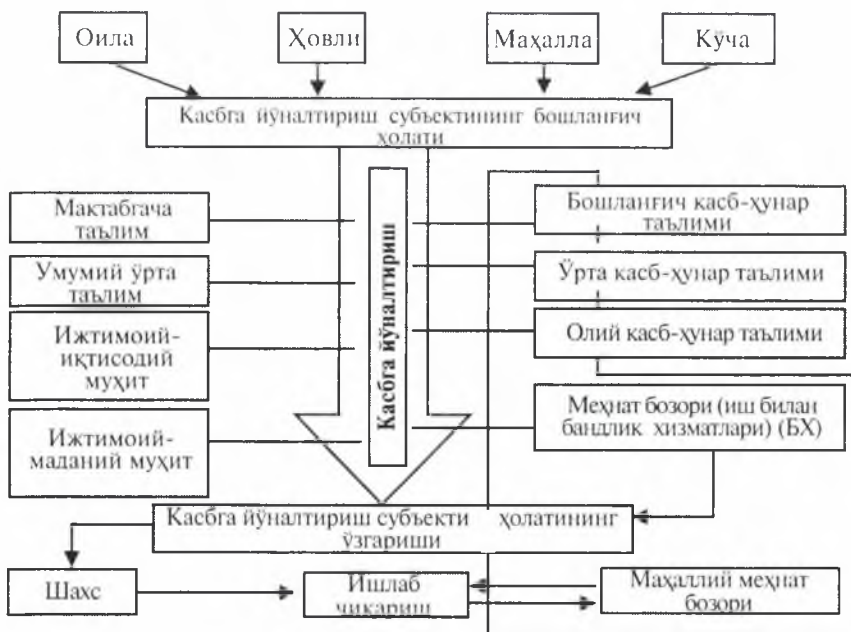 Оила
Ҳовли
Маҳалла
Кўча
Касбга йўналтириш субъектининг бошланғич
ҳолати
Мактабгача
таълим
Умумий ўрта
таълим
Ижтимоий-
иқтисодий
муҳит
Ижтимоий-
маданий муҳит
Касбга йўналтириш
Бошланғич касб-ҳунар
таълими
Ўрта касб-ҳунар таълими
Олий касб-ҳунар таълими
Меҳнат бозори (иш билан
бандлик хизматлари) (БХ)
Касбга йўналтириш субъекти ҳолатининг
ўзгариши
Шахс
Ишлаб
чиқариш
Маҳаллий меҳнат
бозори